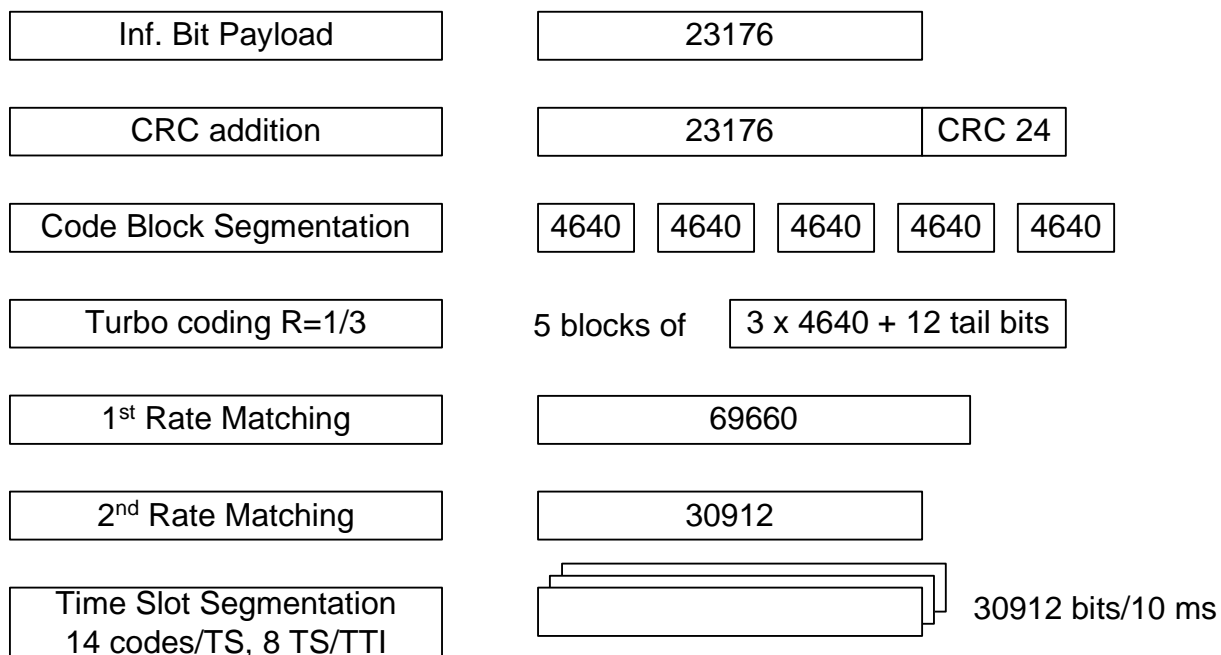 Inf. Bit Payload 23176
CRC addition 23176 CRC 24
Code Block Segmentation 4640 4640 4640 4640 4640
Turbo coding R=1/3 5 blocks of 3 x 4640 + 12 tail bits
1st Rate Matching 69660
2nd Rate Matching 30912
Time Slot Segmentation
14 codes/TS, 8 TS/TTI
30912 bits/10 ms